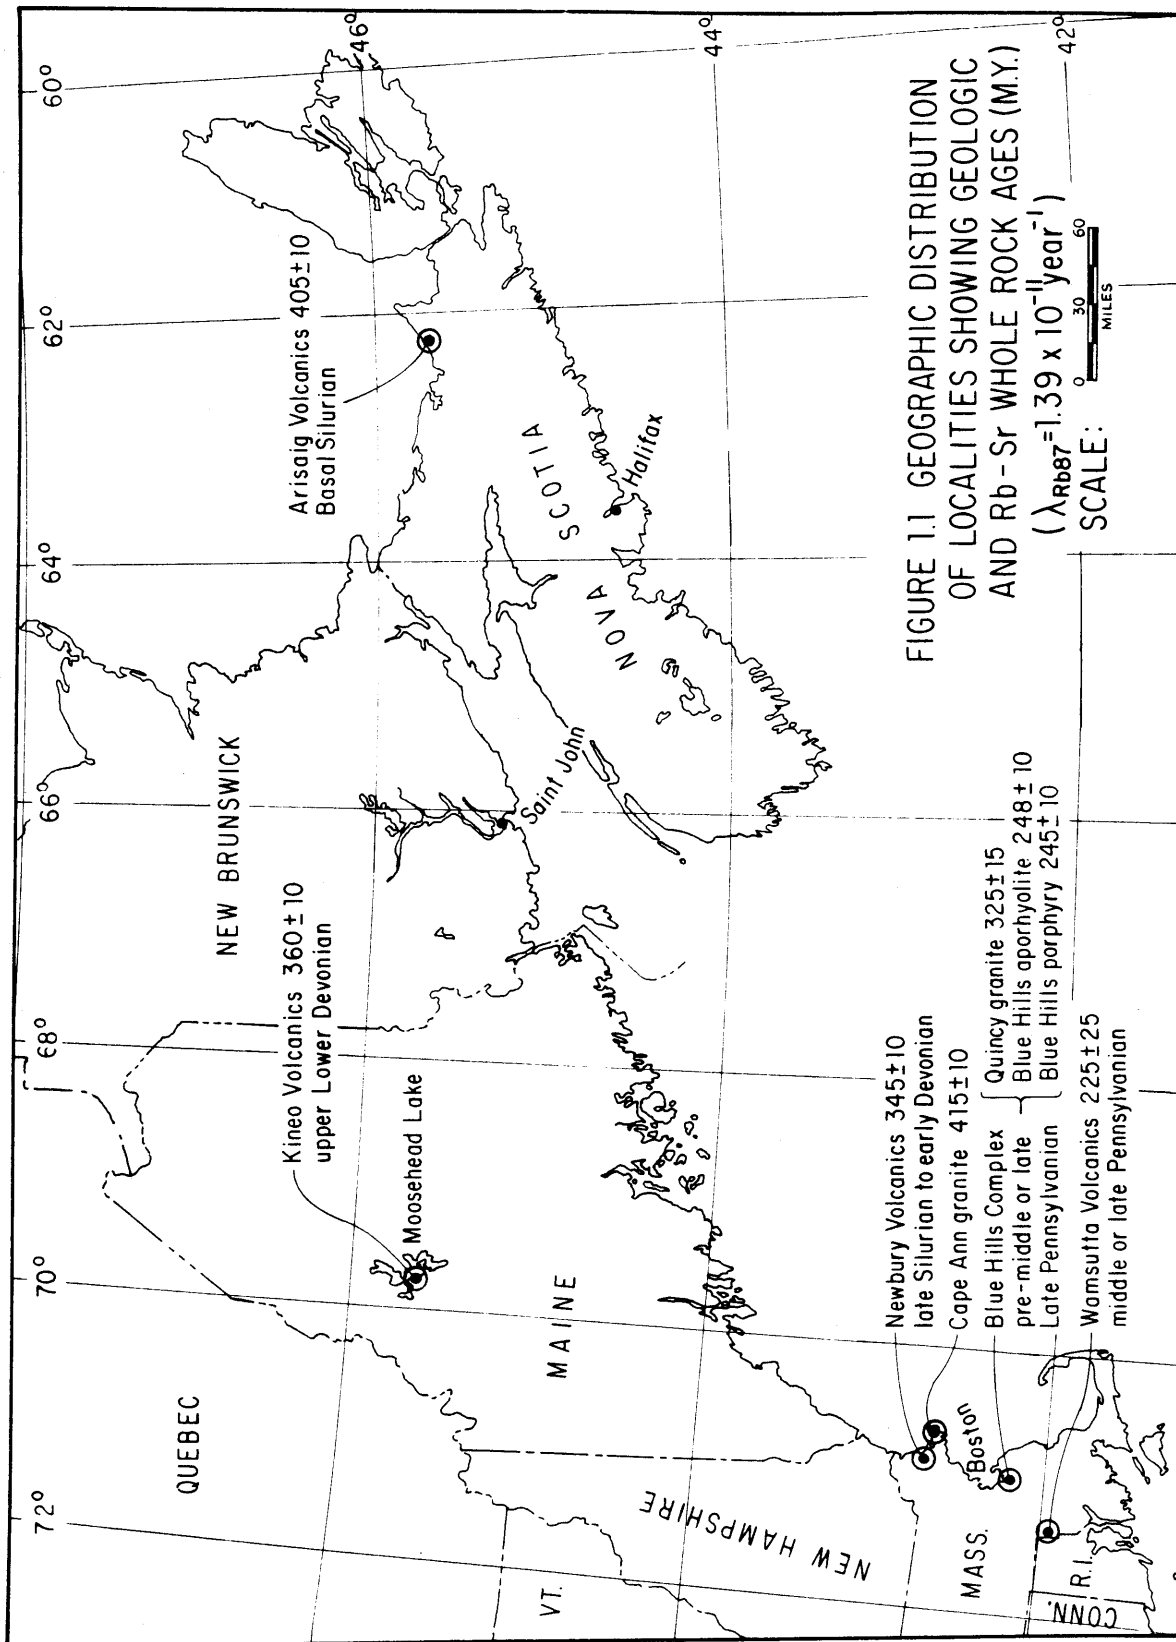 72°
70°
68°
66°
64°
62°
60°
46°
44°
42°
QUEBEC
NEW BRUNSWICK
MAINE
VT.
NEW HAMPSHIRE
MASS.
CONN.
R.I.
NOVA SCOTIA
Moosehead Lake
Saint John
Halifax
Boston
Arisaig Volcanics 405±10
Basal Silurian
Kineo Volcanics 360±10
upper Lower Devonian
Newbury Volcanics 345±10
late Silurian to early Devonian
Cape Ann granite 415±10
Blue Hills Complex
pre-middle or late
Late Pennsylvanian
Quincy granite 325±15
Blue Hills aporhyolite 248±10
Blue Hills porphyry 245±10
Wamsutta Volcanics 225±25
middle or late Pennsylvanian
FIGURE 1.1 GEOGRAPHIC DISTRIBUTION
OF LOCALITIES SHOWING GEOLOGIC
AND Rb-Sr WHOLE ROCK AGES (M.Y.)
(λRb87=1.39 x 10⁻¹¹ year⁻¹)
SCALE:
0 30 60
MILES